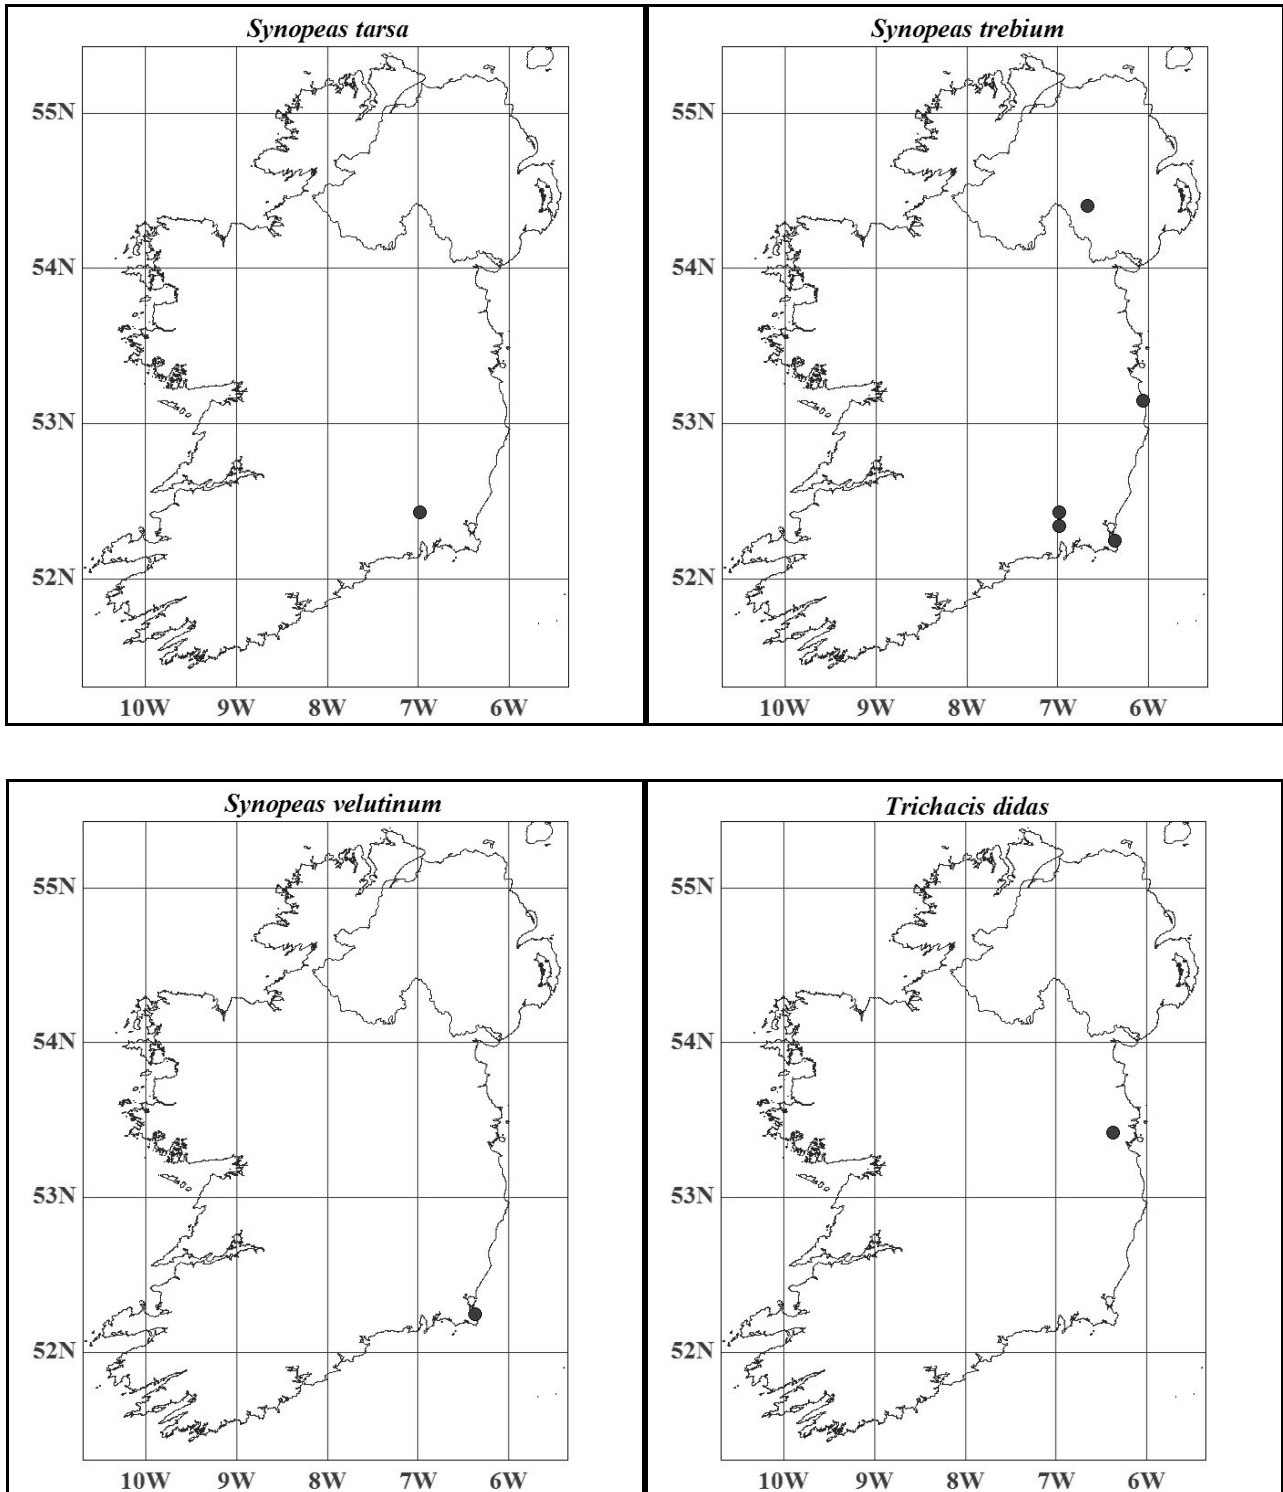 Synopeas tarsa
55N
54N
53N
52N
10W 9W 8W 7W 6W
Synopeas trebium
55N
54N
53N
52N
10W 9W 8W 7W 6W
Synopeas velutinum
55N
54N
53N
52N
10W 9W 8W 7W 6W
Trichacis didas
55N
54N
53N
52N
10W 9W 8W 7W 6W